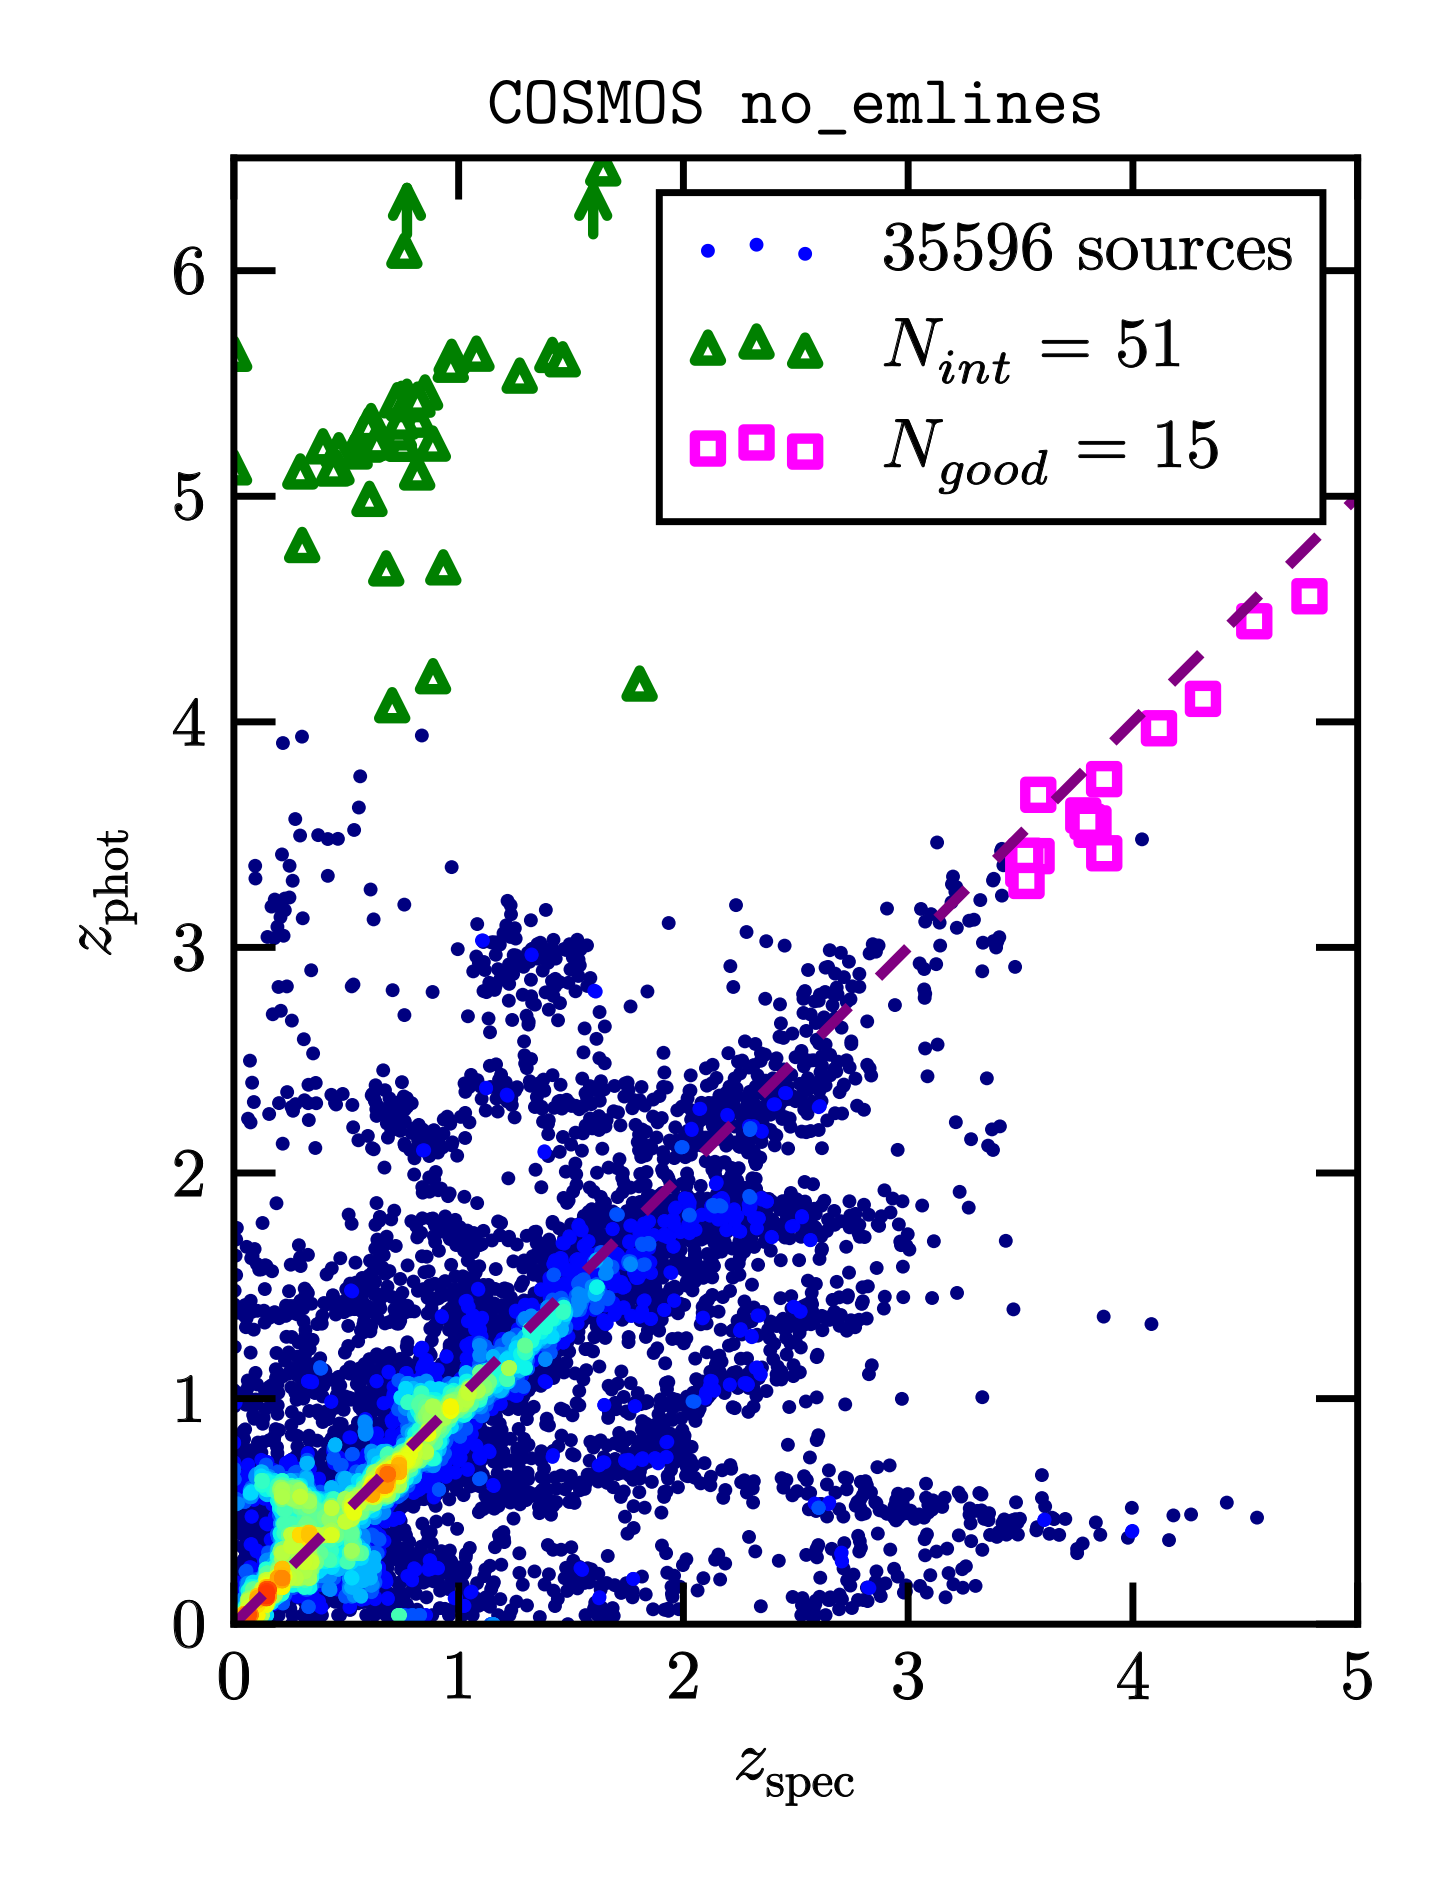 COSMOS no_emlines
35596 sources
N_int = 51
N_good = 15
6
5
4
3
2
1
0
z_phot
0 1 2 3 4 5
z_spec